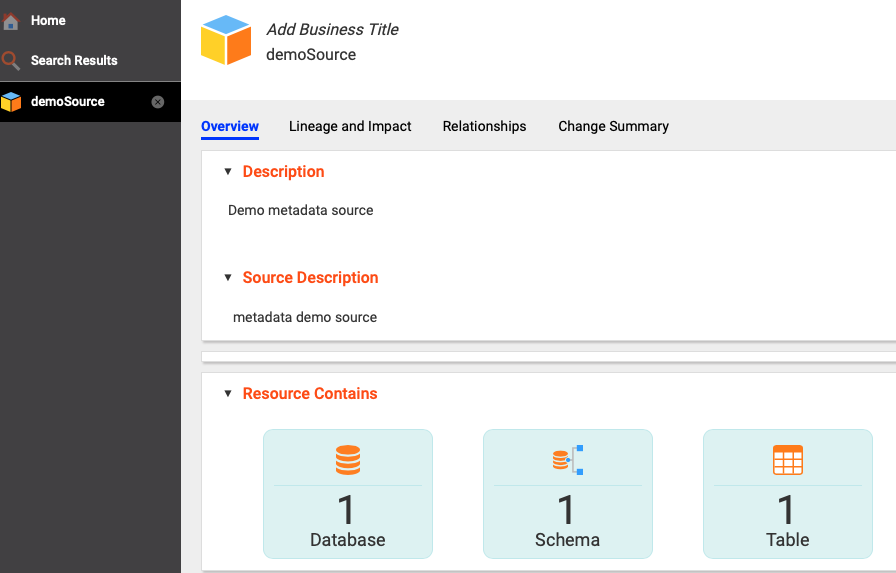 Home
Search Results
demoSource
Add Business Title
demoSource
Overview Lineage and Impact Relationships Change Summary
Description
Demo metadata source
Source Description
metadata demo source
Resource Contains
1 1 1
Database Schema Table